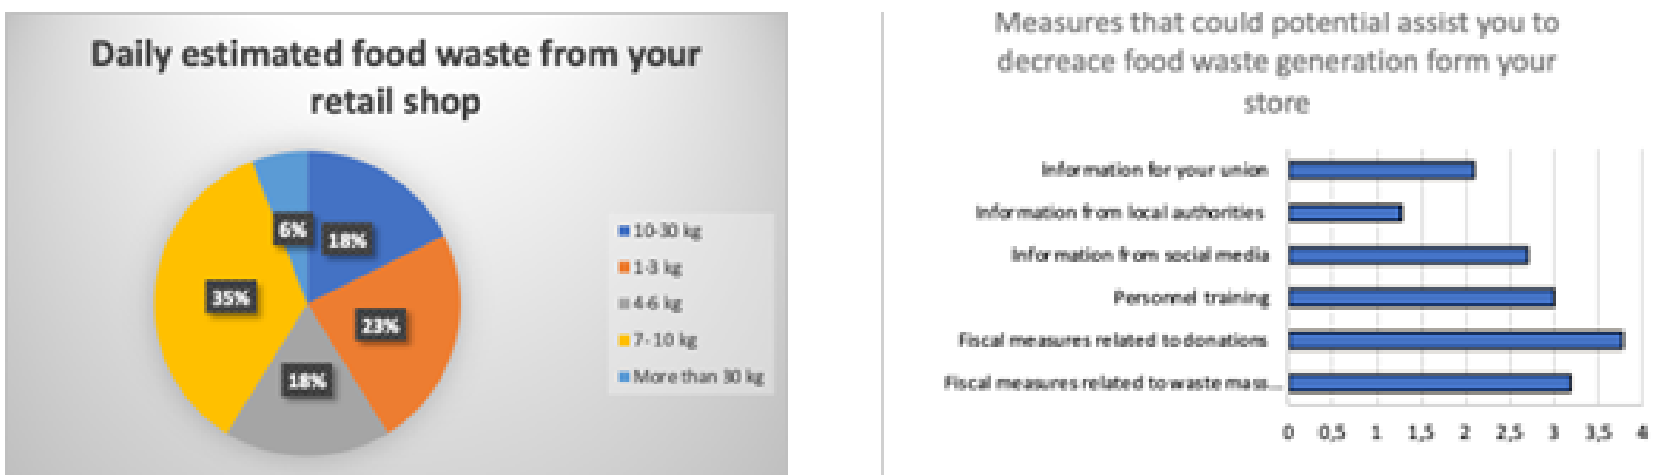 Daily estimated food waste from your
retail shop
6%
18%
35%
23%
18%
10-30 kg
1-3 kg
4-6 kg
7-10 kg
More than 30 kg
Measures that could potential assist you to
decreace food waste generation form your
store
Information for your union
Information from local authorities
Information from social media
Personnel training
Fiscal measures related to donations
Fiscal measures related to waste mass...
0 0,5 1 1,5 2 2,5 3 3,5 4